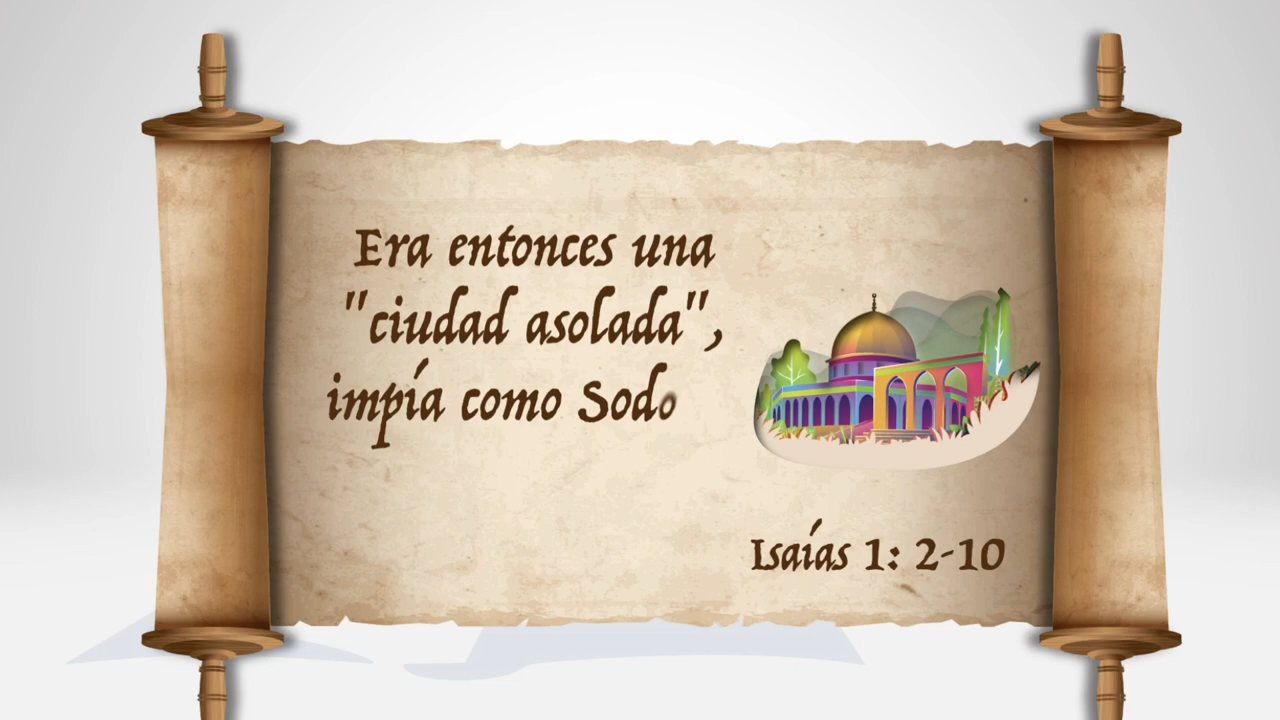 Era entonces una
"ciudad asolada",
impía como Sodo
Isaías 1: 2-10